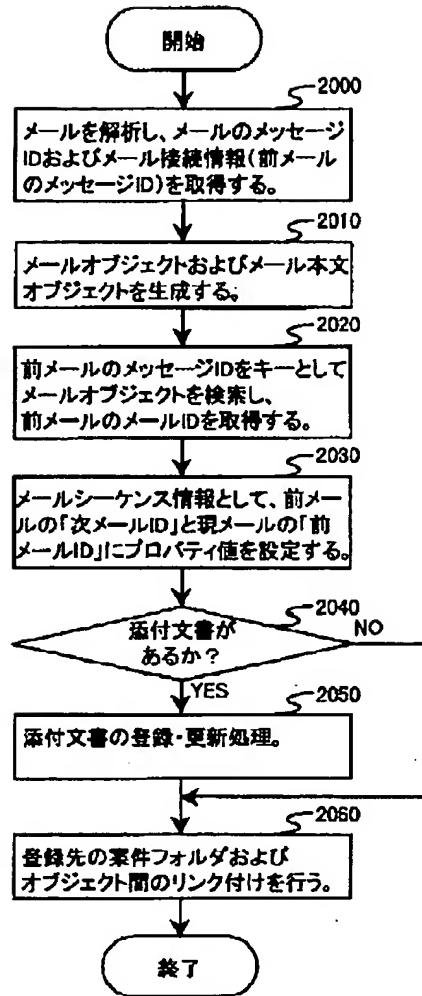 開始
2000
メールを解析し、メールのメッセージ
IDおよびメール接続情報(前メール
のメッセージID)を取得する。
2010
メールオブジェクトおよびメール本文
オブジェクトを生成する。
2020
前メールのメッセージIDをキーとして
メールオブジェクトを検索し、
前メールのメールIDを取得する。
2030
メールシーケンス情報として、前メー
ルの「次メールID」と現メールの「前
メールID」にプロパティ値を設定する。
2040
添付文書が
あるか?
NO
YES
2050
添付文書の登録・更新処理。
2060
登録先の案件フォルダおよび
オブジェクト間のリンク付けを行う。
終了